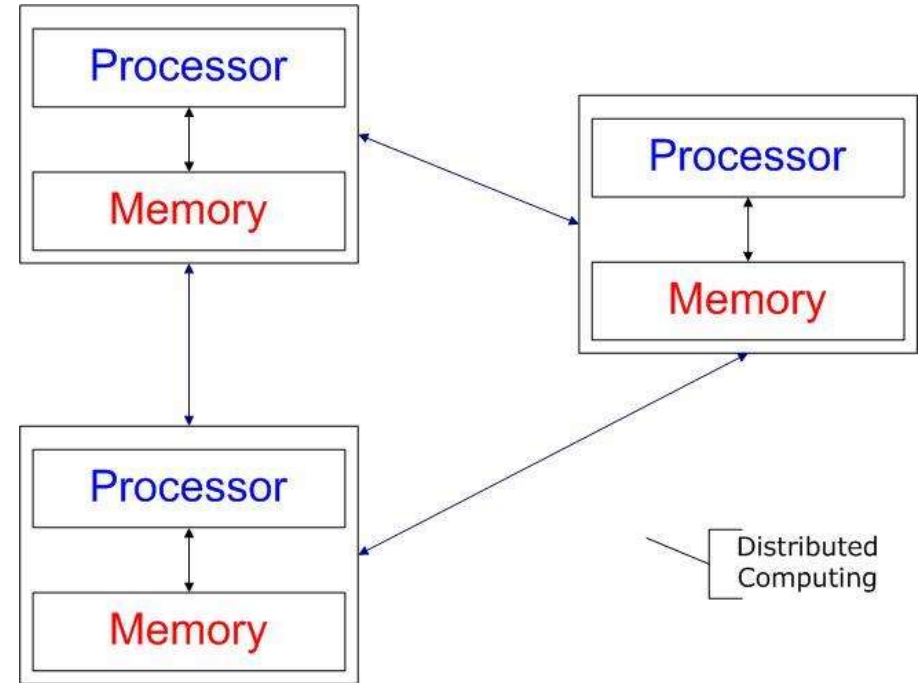 Processor
Memory
Processor
Memory
Processor
Memory
Distributed
Computing